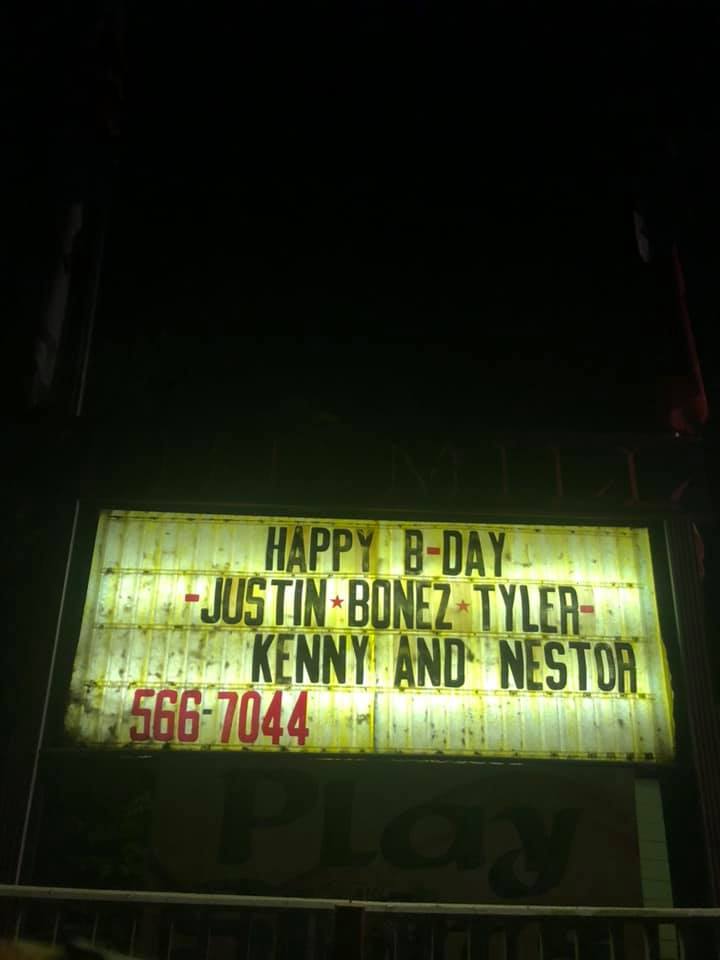 HAPPY B-DAY
-JUSTIN★BONEZ★TYLER-
KENNY AND NESTOR
566-7044
Play